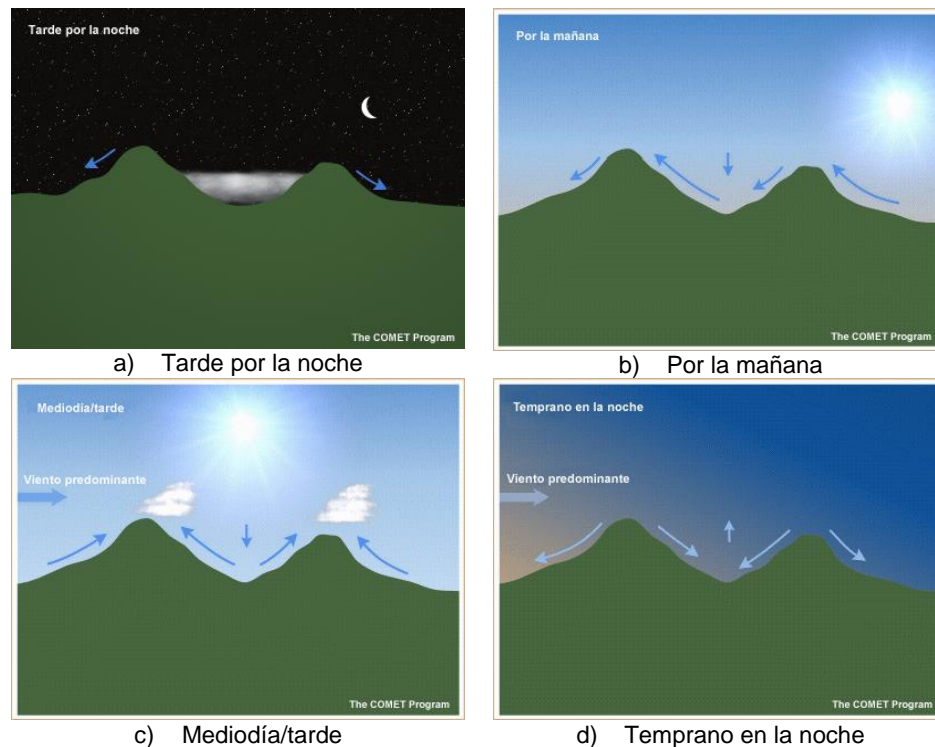 Tarde por la noche
The COMET Program
a) Tarde por la noche
Por la mañana
The COMET Program
b) Por la mañana
Mediodía/tarde
Viento predominante
The COMET Program
c) Mediodía/tarde
Temprano en la noche
Viento predominante
The COMET Program
d) Temprano en la noche